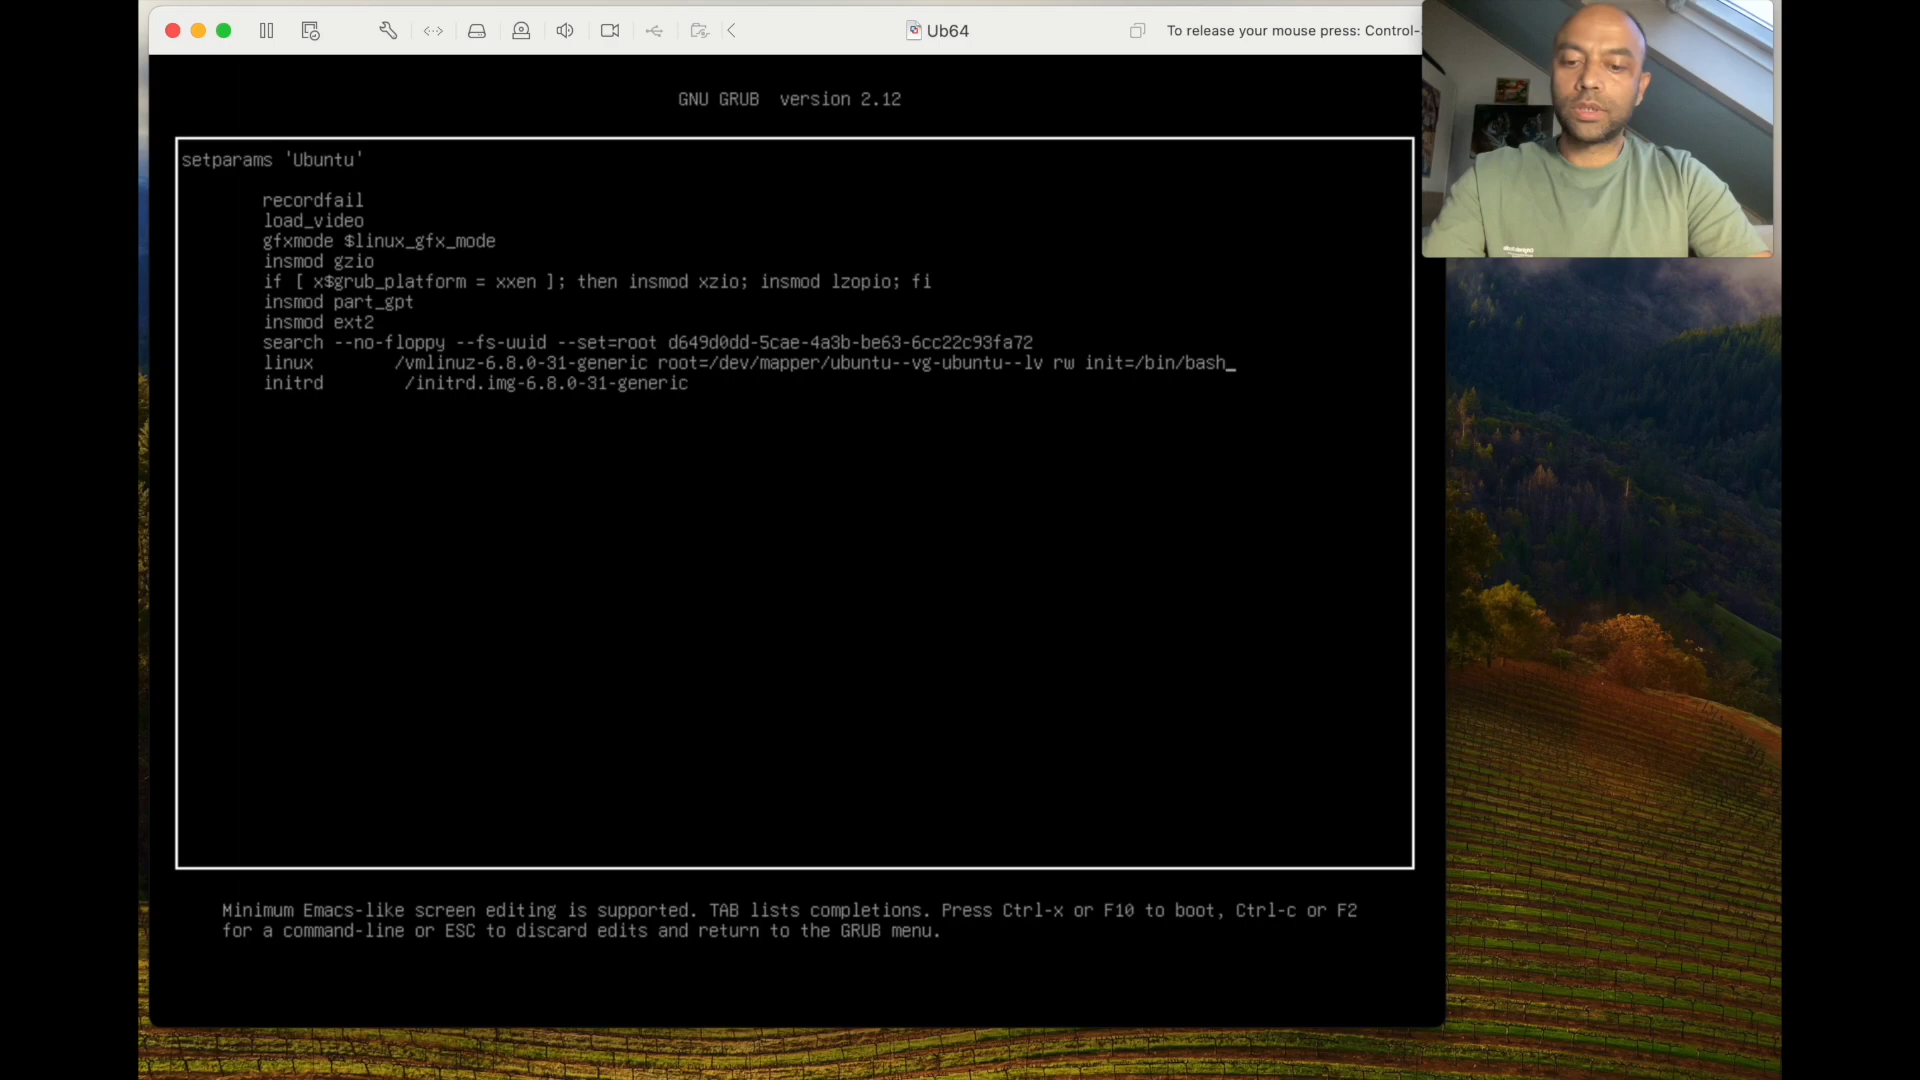 Ub64
To release your mouse press: Control-
GNU GRUB version 2.12
setparams 'Ubuntu'
recordfail
load_video
gfxmode $linux_gfx_mode
insmod gzio
if [ x$grub_platform = xxen ]; then insmod xzio; insmod lzopio; fi
insmod part_gpt
insmod ext2
search --no-floppy --fs-uuid --set=root d649d0dd-5cae-4a3b-be63-6cc22c93fa72
linux /vmlinuz-6.8.0-31-generic root=/dev/mapper/ubuntu--vg-ubuntu--lv rw init=/bin/bash_
initrd /initrd.img-6.8.0-31-generic
Minimum Emacs-like screen editing is supported. TAB lists completions. Press Ctrl-x or F10 to boot, Ctrl-c or F2
for a command-line or ESC to discard edits and return to the GRUB menu.